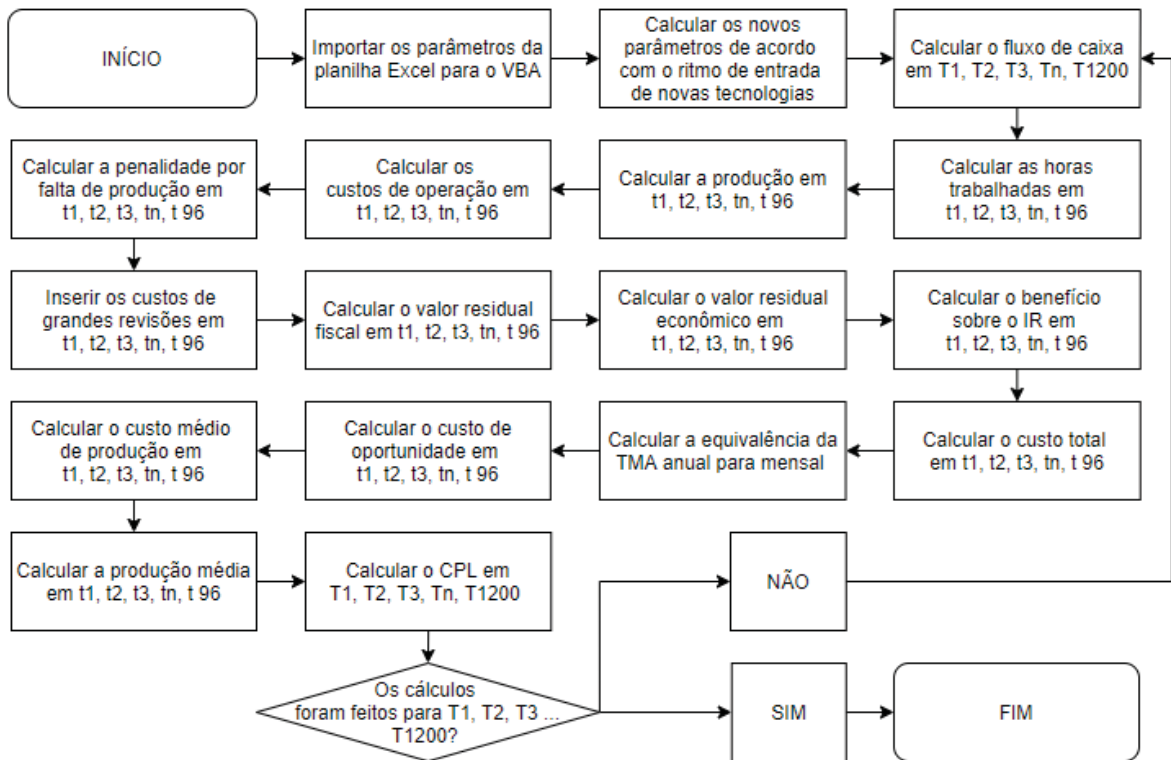 INÍCIO
Importar os parâmetros da
planilha Excel para o VBA
Calcular os novos
parâmetros de acordo
com o ritmo de entrada
de novas tecnologias
Calcular o fluxo de caixa
em T1, T2, T3, Tn, T1200
Calcular as horas
trabalhadas em
t1, t2, t3, tn, t 96
Calcular a produção em
t1, t2, t3, tn, t 96
Calcular os
custos de operação em
t1, t2, t3, tn, t 96
Calcular a penalidade por
falta de produção em
t1, t2, t3, tn, t 96
Inserir os custos de
grandes revisões em
t1, t2, t3, tn, t 96
Calcular o valor residual
fiscal em t1, t2, t3, tn, t 96
Calcular o valor residual
econômico em
t1, t2, t3, tn, t 96
Calcular o benefício
sobre o IR em
t1, t2, t3, tn, t 96
Calcular o custo total
em t1, t2, t3, tn, t 96
Calcular a equivalência da
TMA anual para mensal
Calcular o custo de
oportunidade em
t1, t2, t3, tn, t 96
Calcular o custo médio
de produção em
t1, t2, t3, tn, t 96
Calcular a produção média
em t1, t2, t3, tn, t 96
Calcular o CPL em
T1, T2, T3, Tn, T1200
Os cálculos
foram feitos para T1, T2, T3 ...
T1200?
NÃO
SIM
FIM